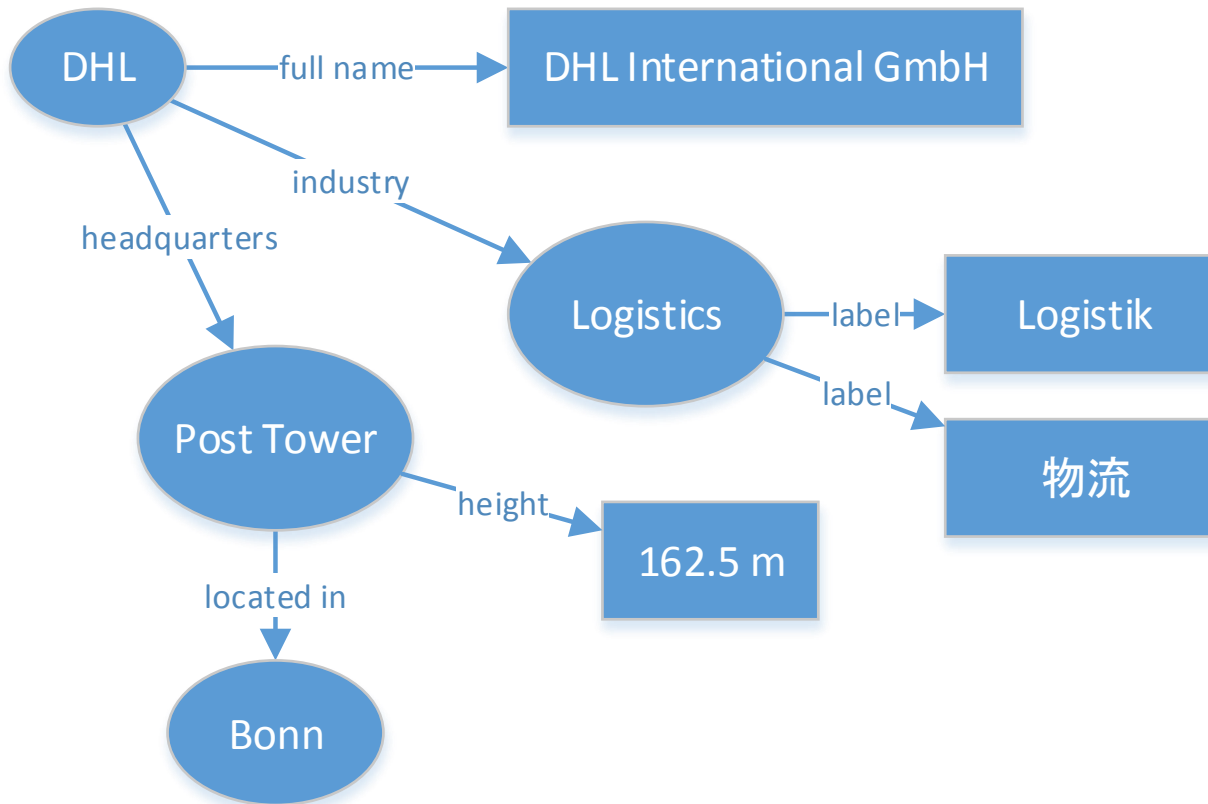 DHL
full name
DHL International GmbH
industry
headquarters
Logistics
label
Logistik
label
物流
Post Tower
height
162.5 m
located in
Bonn